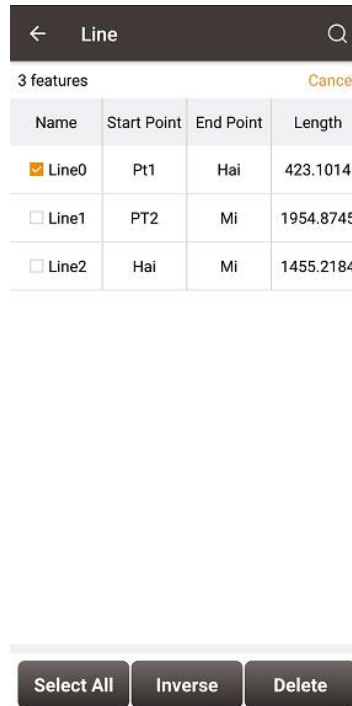 Line
3 features Cance
Name Start Point End Point Length
Line0 Pt1 Hai 423.1014
Line1 PT2 Mi 1954.8745
Line2 Hai Mi 1455.2184
Select All Inverse Delete